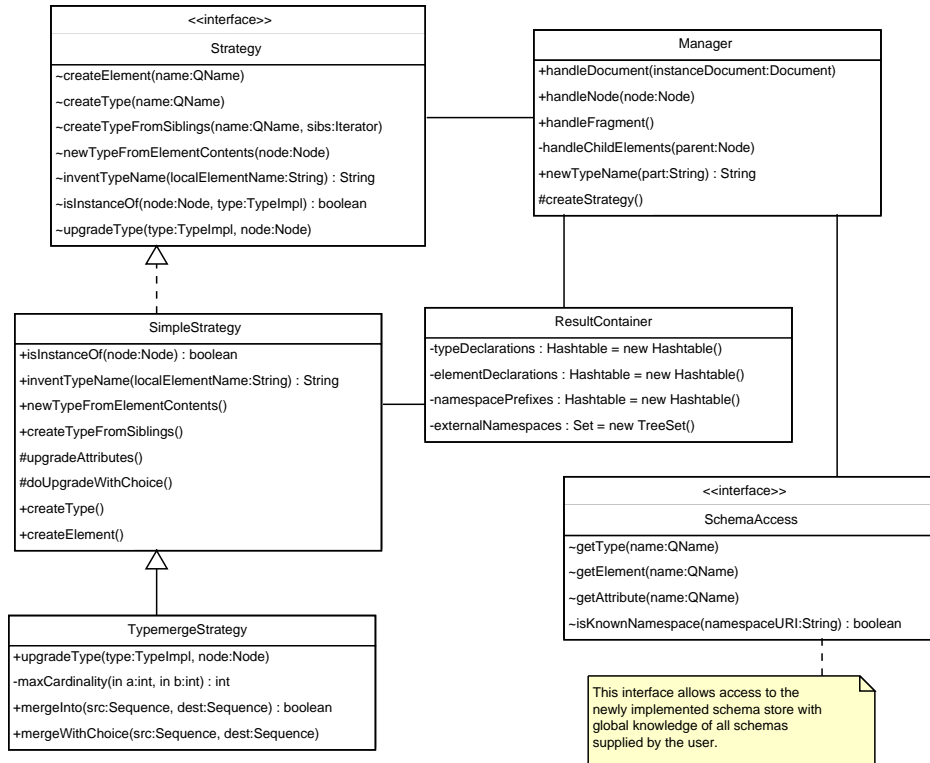 <<interface>>
Strategy
~createElement(name:QName)
~createType(name:QName)
~createTypeFromSiblings(name:QName, sibs:Iterator)
~newTypeFromElementContents(node:Node)
~inventTypeName(localElementName:String) : String
~isInstanceOf(node:Node, type:TypeImpl) : boolean
~upgradeType(type:TypeImpl, node:Node)
Manager
+handleDocument(instanceDocument:Document)
+handleNode(node:Node)
+handleFragment()
-handleChildElements(parent:Node)
+newTypeName(part:String) : String
#createStrategy()
SimpleStrategy
+isInstanceOf(node:Node) : boolean
+inventTypeName(localElementName:String) : String
+newTypeFromElementContents()
+createTypeFromSiblings()
#upgradeAttributes()
#doUpgradeWithChoice()
+createType()
+createElement()
ResultContainer
-typeDeclarations : Hashtable = new Hashtable()
-elementDeclarations : Hashtable = new Hashtable()
-namespacePrefixes : Hashtable = new Hashtable()
-externalNamespaces : Set = new TreeSet()
<<interface>>
SchemaAccess
~getType(name:QName)
~getElement(name:QName)
~getAttribute(name:QName)
~isKnownNamespace(namespaceURI:String) : boolean
TypemergeStrategy
+upgradeType(type:TypeImpl, node:Node)
-maxCardinality(in a:int, in b:int) : int
+mergeInto(src:Sequence, dest:Sequence) : boolean
+mergeWithChoice(src:Sequence, dest:Sequence)
This interface allows access to the
newly implemented schema store with
global knowledge of all schemas
supplied by the user.